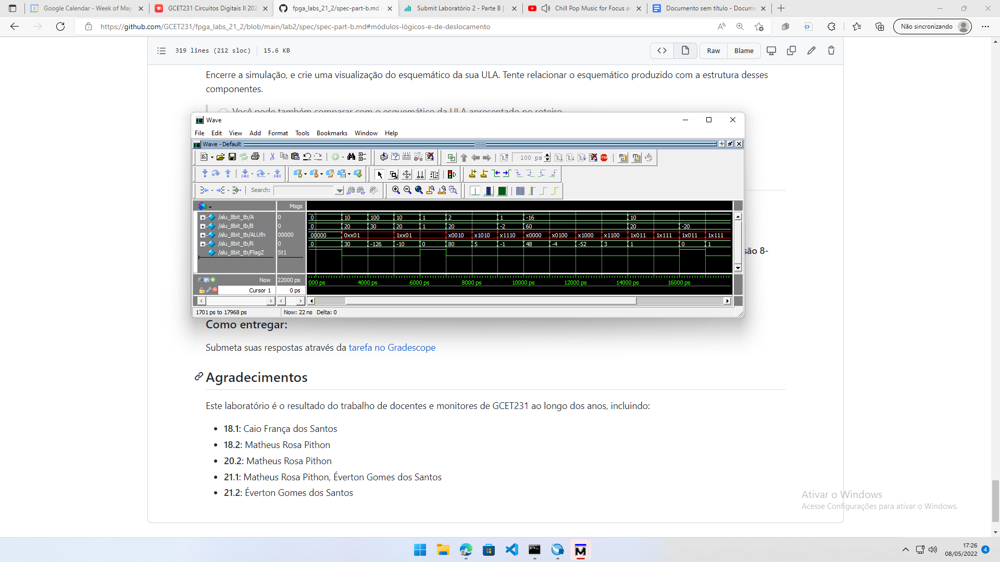 Google Calendar - Week of May
GCET231 Circuitos Digitais II 202
fpga_labs_21_2/spec-part-b.md
Submit Laboratório 2 - Parte B |
Chill Pop Music for Focus
Documento sem título - Docume
https://github.com/GCET231/fpga_labs_21_2/blob/main/lab2/spec/spec-part-b.md#módulos-lógicos-e-de-deslocamento
Não sincronizando
319 lines (212 sloc)
15.6 KB
Raw
Blame
Encerre a simulação, e crie uma visualização do esquemático da sua ULA. Tente relacionar o esquemático produzido com a estrutura desses
componentes.
Você pode também comparar com o esquemático da ULA apresentado no roteiro
Wave
File Edit View Add Format Tools Bookmarks Window Help
Wave - Default
100 ps
Search:
Msgs
/alu_8bit_tb/A 0 0 10 100 10 1 2 1 -16 10
/alu_8bit_tb/B 0 0 20 30 20 1 20 -2 60 20 -20
/alu_8bit_tb/ALUfn 00000 00000 0xx01 1xx01 x0010 x1010 x1110 x0000 x0100 x1000 x1100 1x011 1x111 1x011 1x111
/alu_8bit_tb/R 0 0 30 -126 -10 0 80 5 -1 48 -4 -52 3 1 0 1
/alu_8bit_tb/FlagZ St1
são 8-
Now 22000 ps 000 ps 4000 ps 6000 ps 8000 ps 10000 ps 12000 ps 14000 ps 16000 ps
Cursor 1 0 ps
1701 ps to 17968 ps
Now: 22 ns Delta: 0
Como entregar:
Submeta suas respostas através da tarefa no Gradescope
Agradecimentos
Este laboratório é o resultado do trabalho de docentes e monitores de GCET231 ao longo dos anos, incluindo:
• 18.1: Caio França dos Santos
• 18.2: Matheus Rosa Pithon
• 20.2: Matheus Rosa Pithon
• 21.1: Matheus Rosa Pithon, Éverton Gomes dos Santos
• 21.2: Éverton Gomes dos Santos
Ativar o Windows
Acesse Configurações para ativar o Windows.
17:26
08/05/2022
4